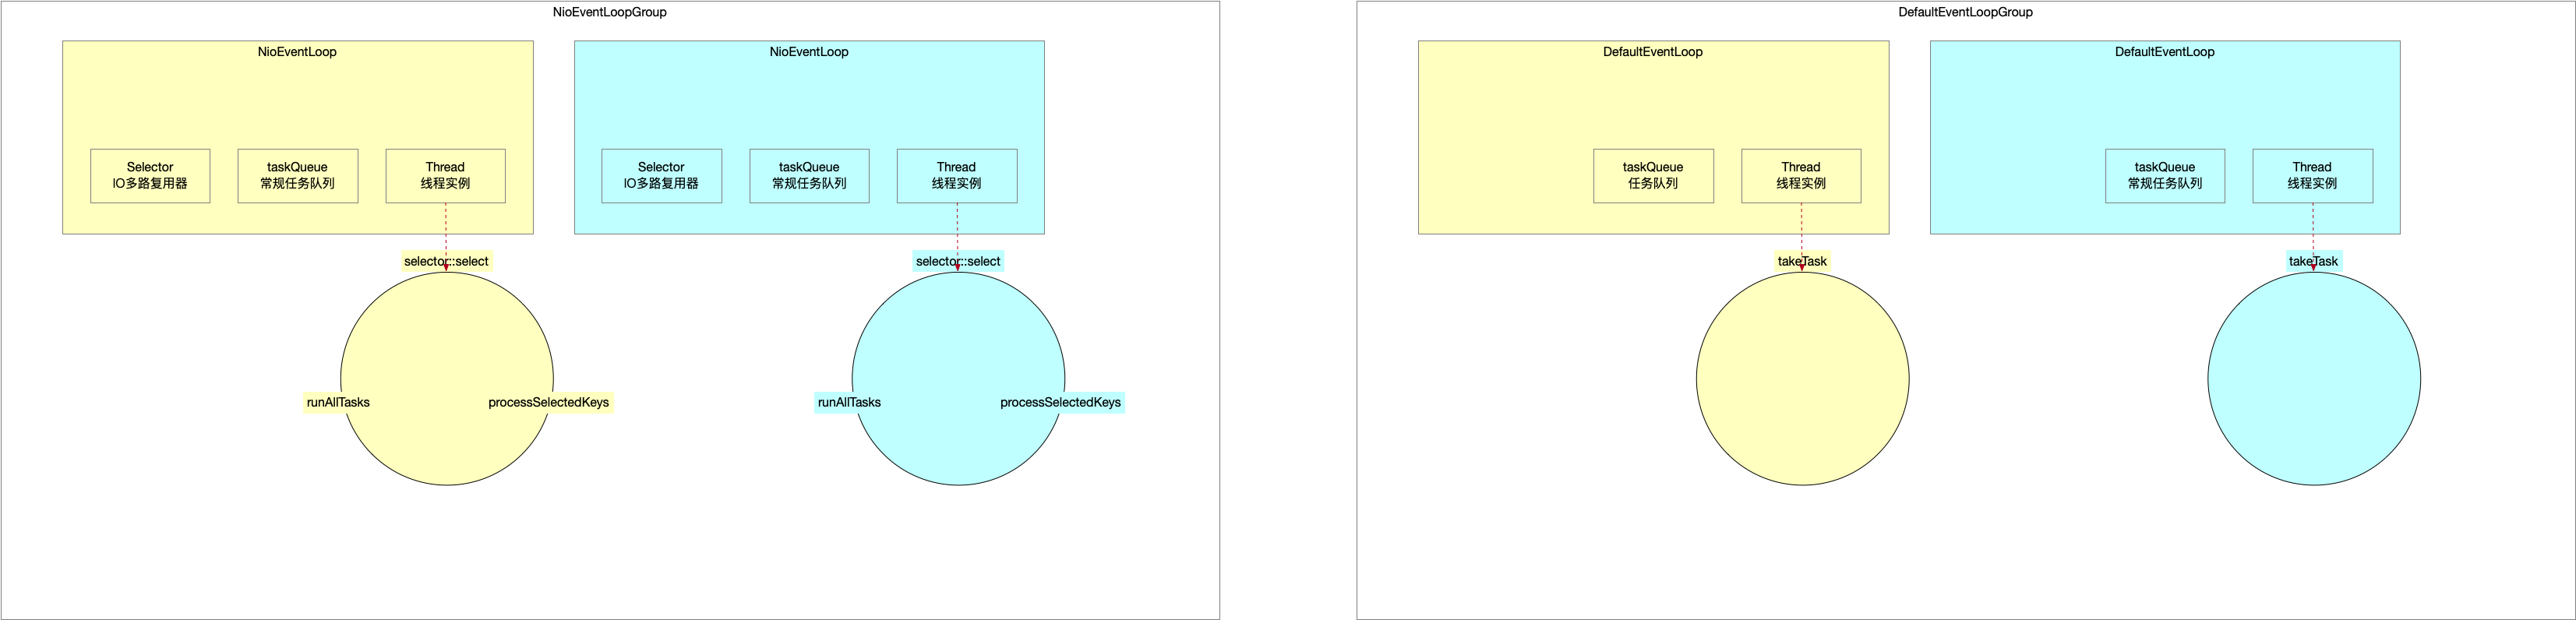 NioEventLoopGroup
NioEventLoop
Selector
IO多路复用器
taskQueue
常规任务队列
Thread
线程实例
selector::select
runAllTasks
processSelectedKeys
NioEventLoop
Selector
IO多路复用器
taskQueue
常规任务队列
Thread
线程实例
selector::select
runAllTasks
processSelectedKeys
DefaultEventLoopGroup
DefaultEventLoop
taskQueue
任务队列
Thread
线程实例
takeTask
DefaultEventLoop
taskQueue
常规任务队列
Thread
线程实例
takeTask